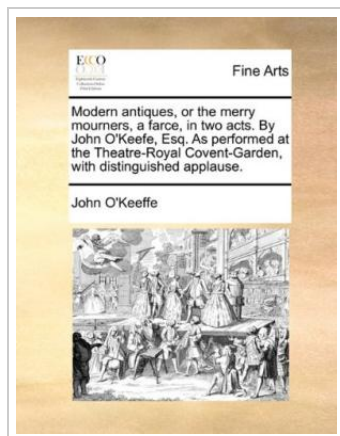 ECCO
Fine Arts
Modern antiques, or the merry
mourners, a farce, in two acts. By
John O'Keefe, Esq. As performed at
the Theatre-Royal Covent-Garden,
with distinguished applause.
John O'Keeffe